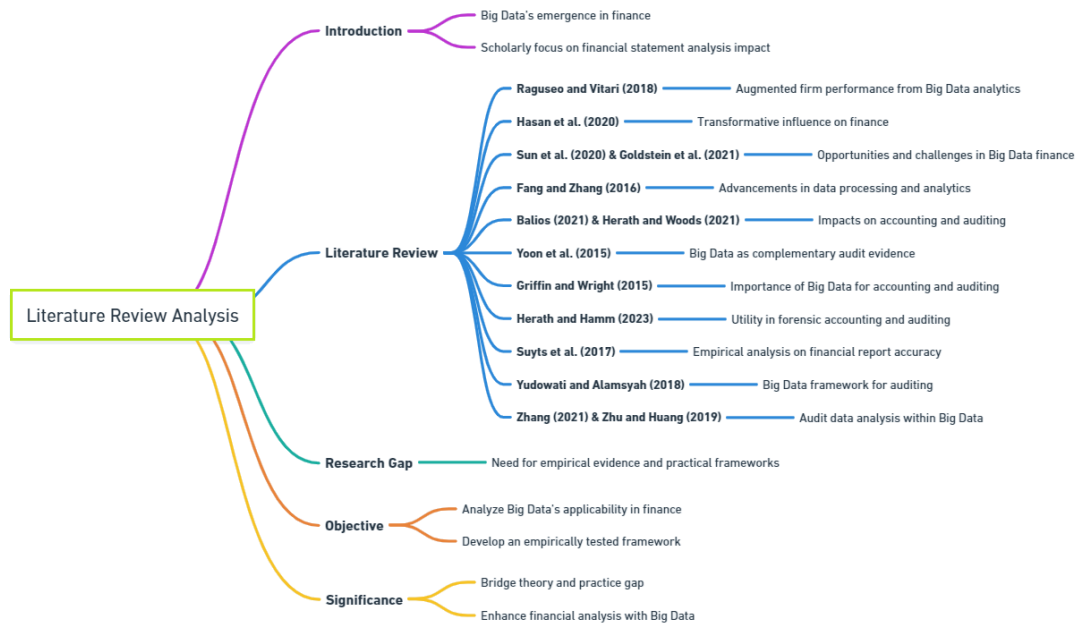 Literature Review Analysis
Introduction
Big Data's emergence in finance
Scholarly focus on financial statement analysis impact
Literature Review
Raguseo and Vitari (2018)
Augmented firm performance from Big Data analytics
Hasan et al. (2020)
Transformative influence on finance
Sun et al. (2020) & Goldstein et al. (2021)
Opportunities and challenges in Big Data finance
Fang and Zhang (2016)
Advancements in data processing and analytics
Balios (2021) & Herath and Woods (2021)
Impacts on accounting and auditing
Yoon et al. (2015)
Big Data as complementary audit evidence
Griffin and Wright (2015)
Importance of Big Data for accounting and auditing
Herath and Hamm (2023)
Utility in forensic accounting and auditing
Suyts et al. (2017)
Empirical analysis on financial report accuracy
Yudowati and Alamsyah (2018)
Big Data framework for auditing
Zhang (2021) & Zhu and Huang (2019)
Audit data analysis within Big Data
Research Gap
Need for empirical evidence and practical frameworks
Objective
Analyze Big Data's applicability in finance
Develop an empirically tested framework
Significance
Bridge theory and practice gap
Enhance financial analysis with Big Data